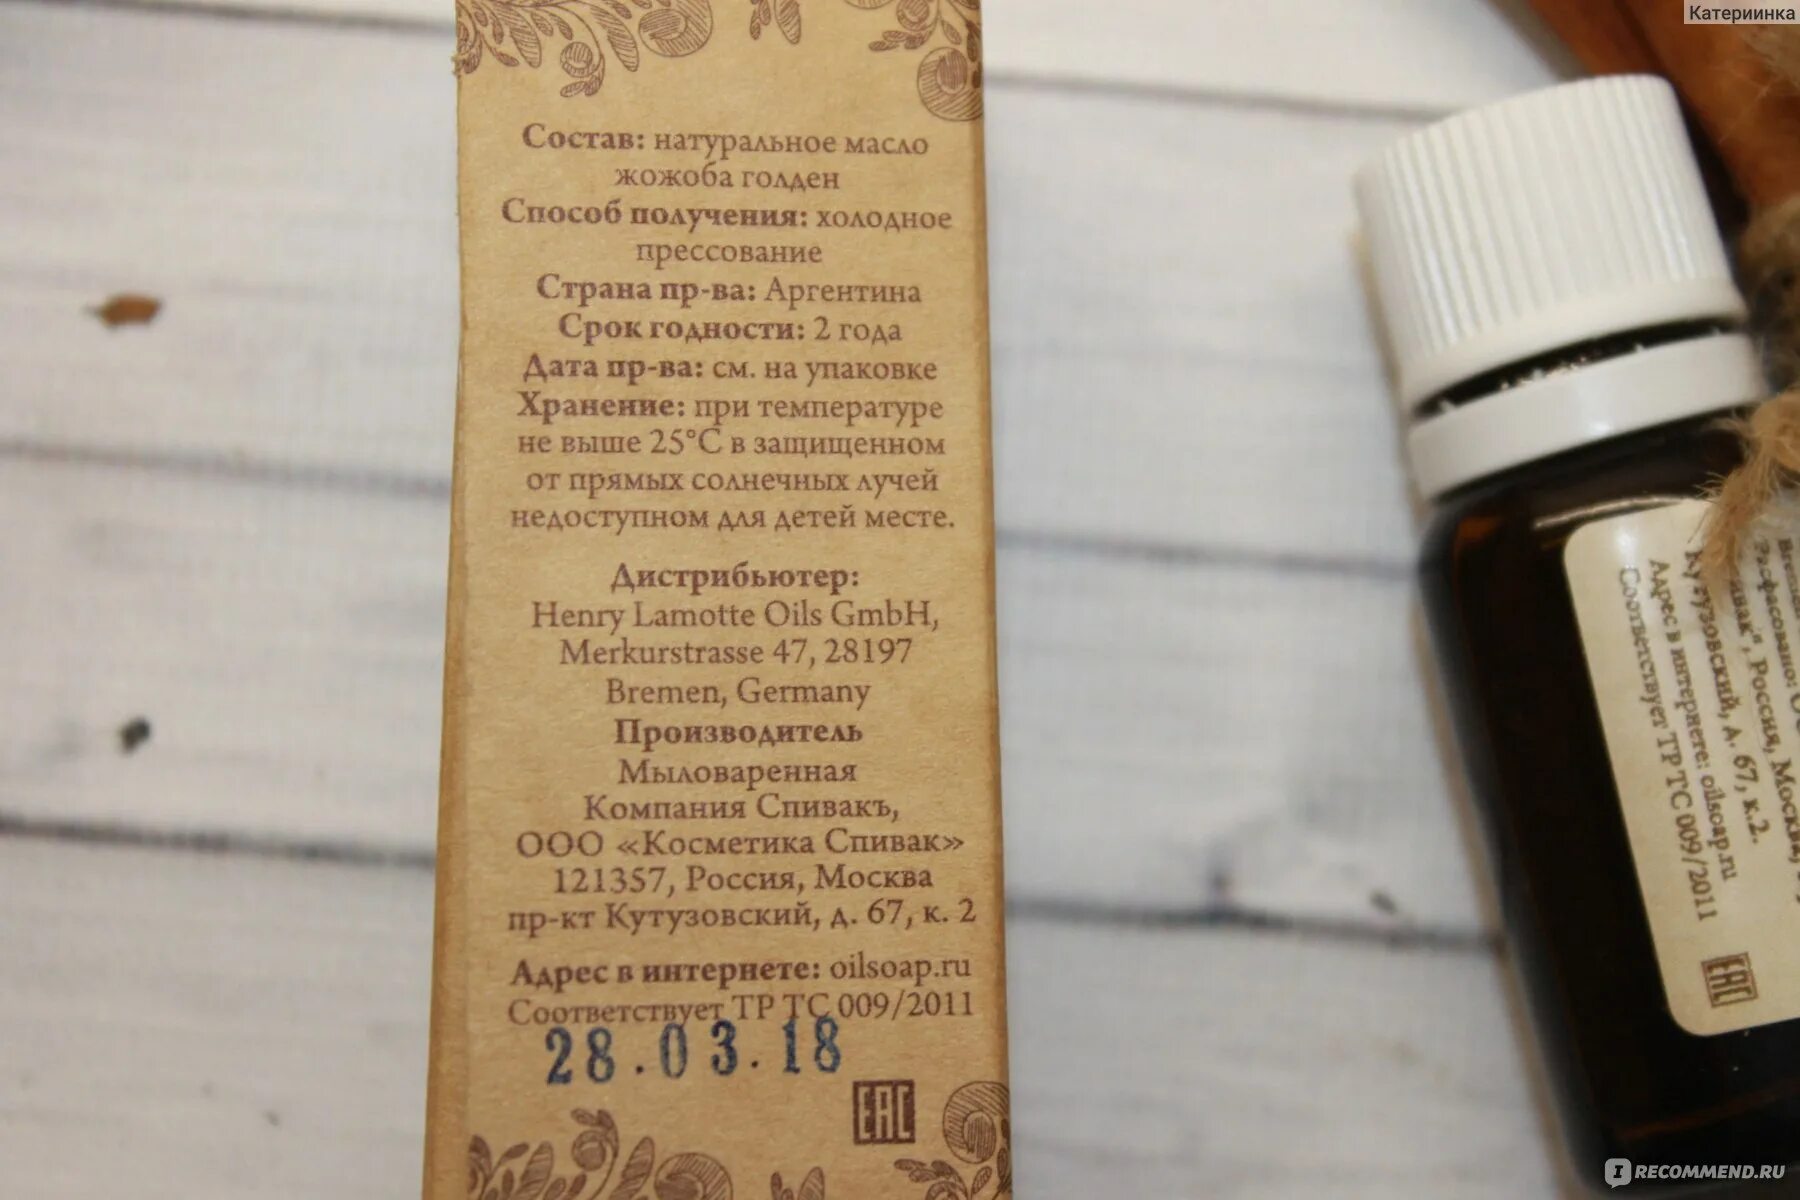 Катериинка
Состав: натуральное масло
жожоба голден
Способ получения: холодное
прессование
Страна пр-ва: Аргентина
Срок годности: 2 года
Дата пр-ва: см. на упаковке
Хранение: при температуре
не выше 25°С в защищенном
от прямых солнечных лучей
недоступном для детей месте.
Дистрибьютер:
Henry Lamotte Oils GmbH,
Merkurstrasse 47, 28197
Bremen, Germany
Производитель
Мыловаренная
Компания Спивакъ,
ООО «Косметика Спивак»
121357, Россия, Москва
пр-кт Кутузовский, д. 67, к. 2
Адрес в интернете: oilsoap.ru
Соответствует ТР ТС 009/2011
28.03.18
EAC
Расфасовано:
Россия, Москва,
Кутузовский, д. 67, к.2.
Адрес в интернете: oilsoap.ru
Соответствует ТР ТС 009/2011
EAC
IRECOMMEND.RU